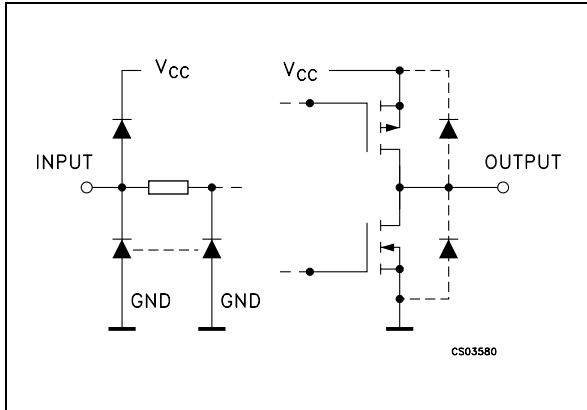 VCC
VCC
INPUT
OUTPUT
GND
GND
CS03580